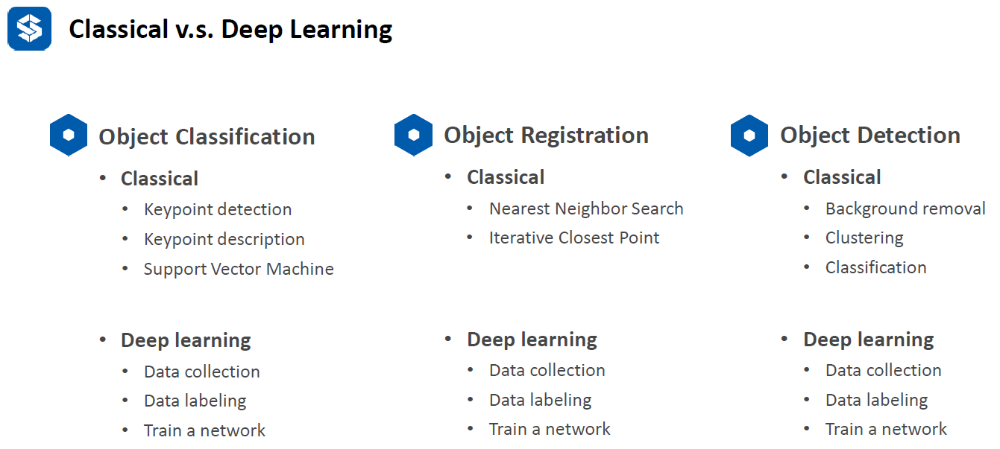 Classical v.s. Deep Learning
Object Classification
• Classical
• Keypoint detection
• Keypoint description
• Support Vector Machine
• Deep learning
• Data collection
• Data labeling
• Train a network
Object Registration
• Classical
• Nearest Neighbor Search
• Iterative Closest Point
• Deep learning
• Data collection
• Data labeling
• Train a network
Object Detection
• Classical
• Background removal
• Clustering
• Classification
• Deep learning
• Data collection
• Data labeling
• Train a network